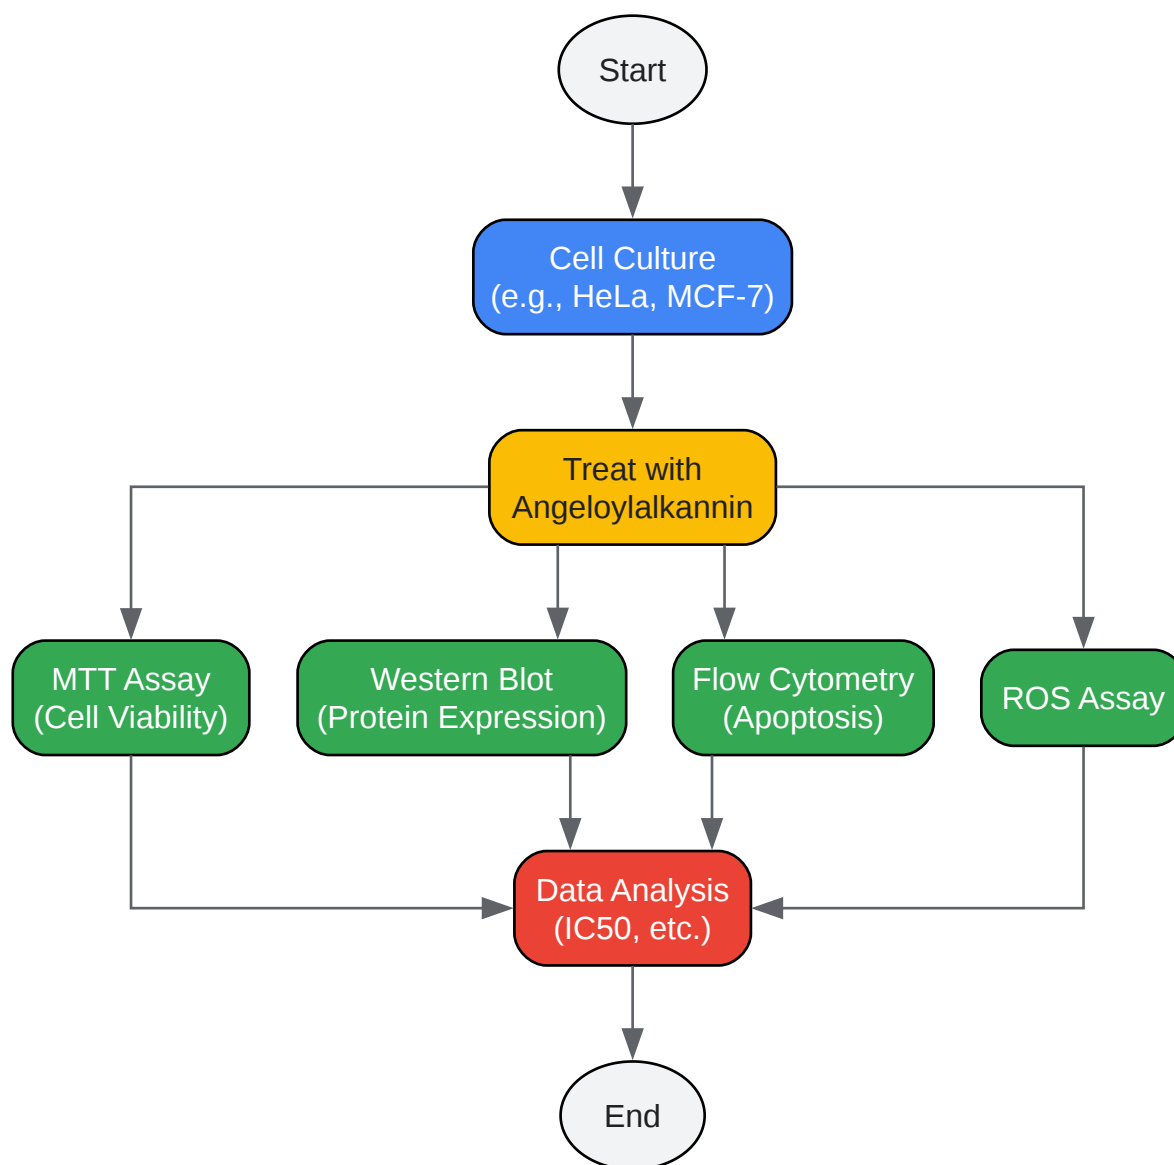 Start
Cell Culture
(e.g., HeLa, MCF-7)
Treat with
Angeloylalkannin
MTT Assay
(Cell Viability)
Western Blot
(Protein Expression)
Flow Cytometry
(Apoptosis)
ROS Assay
Data Analysis
(IC50, etc.)
End